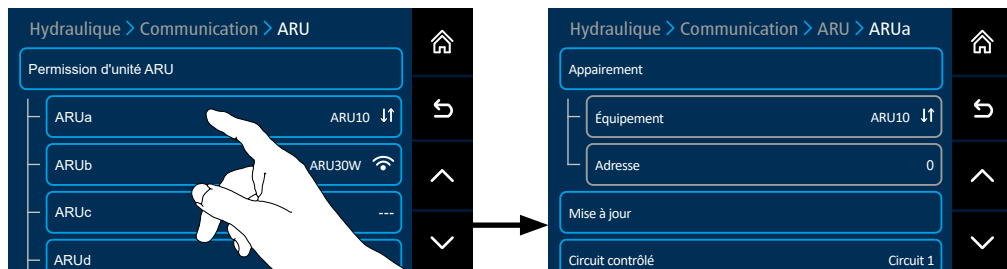 Hydraulique > Communication > ARU
Permission d'unité ARU
ARUa ARU10
ARUb ARU30W
ARUc ---
ARUd
Hydraulique > Communication > ARU > ARUa
Appairement
Équipement ARU10
Adresse 0
Mise à jour
Circuit contrôlé Circuit 1